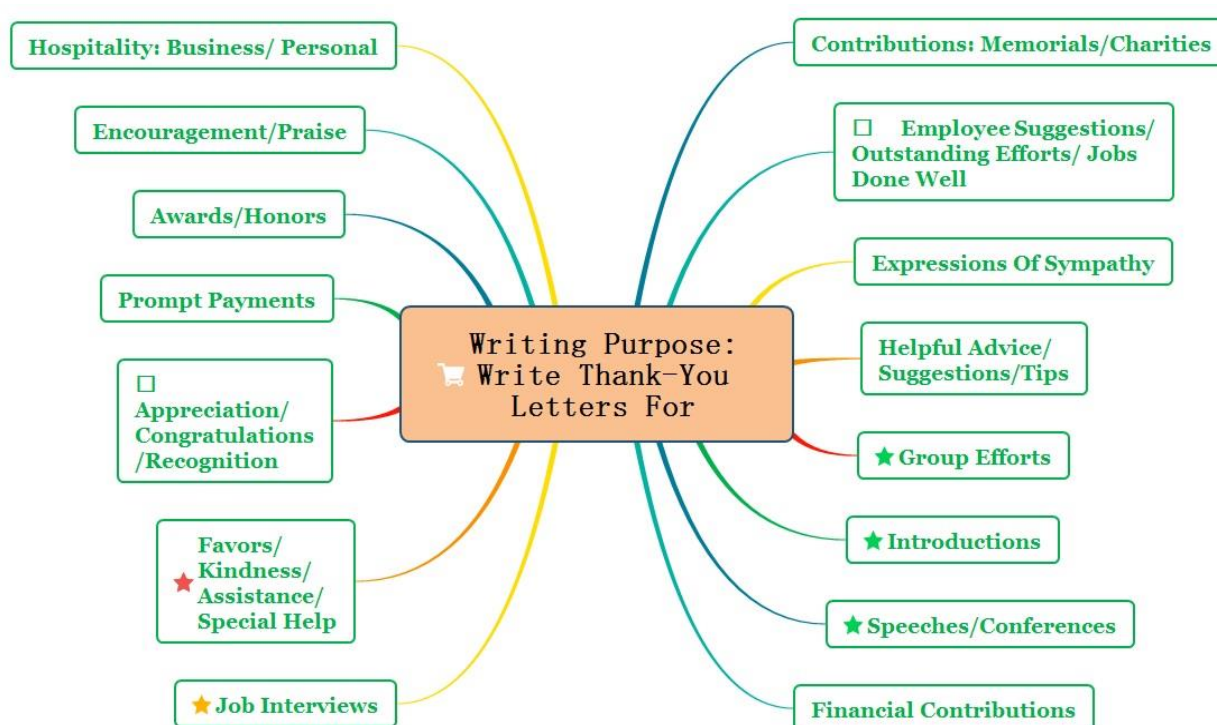 Writing Purpose:
Write Thank-You
Letters For
Hospitality: Business/ Personal
Encouragement/Praise
Awards/Honors
Prompt Payments
Appreciation/
Congratulations
/Recognition
Favors/
Kindness/
Assistance/
Special Help
Job Interviews
Contributions: Memorials/Charities
Employee Suggestions/
Outstanding Efforts/ Jobs
Done Well
Expressions Of Sympathy
Helpful Advice/
Suggestions/Tips
Group Efforts
Introductions
Speeches/Conferences
Financial Contributions